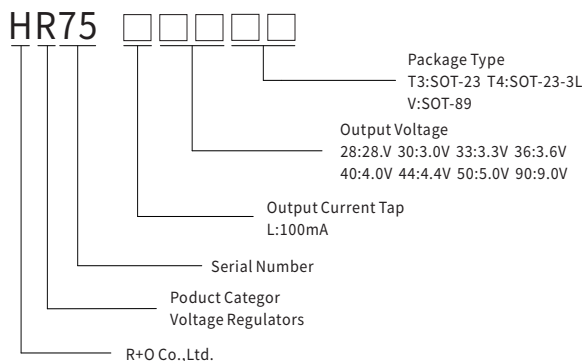 HR75 □□□□□
Package Type
T3:SOT-23 T4:SOT-23-3L
V:SOT-89
Output Voltage
28:28.V 30:3.0V 33:3.3V 36:3.6V
40:4.0V 44:4.4V 50:5.0V 90:9.0V
Output Current Tap
L:100mA
Serial Number
Poduct Categor
Voltage Regulators
R+O Co.,Ltd.